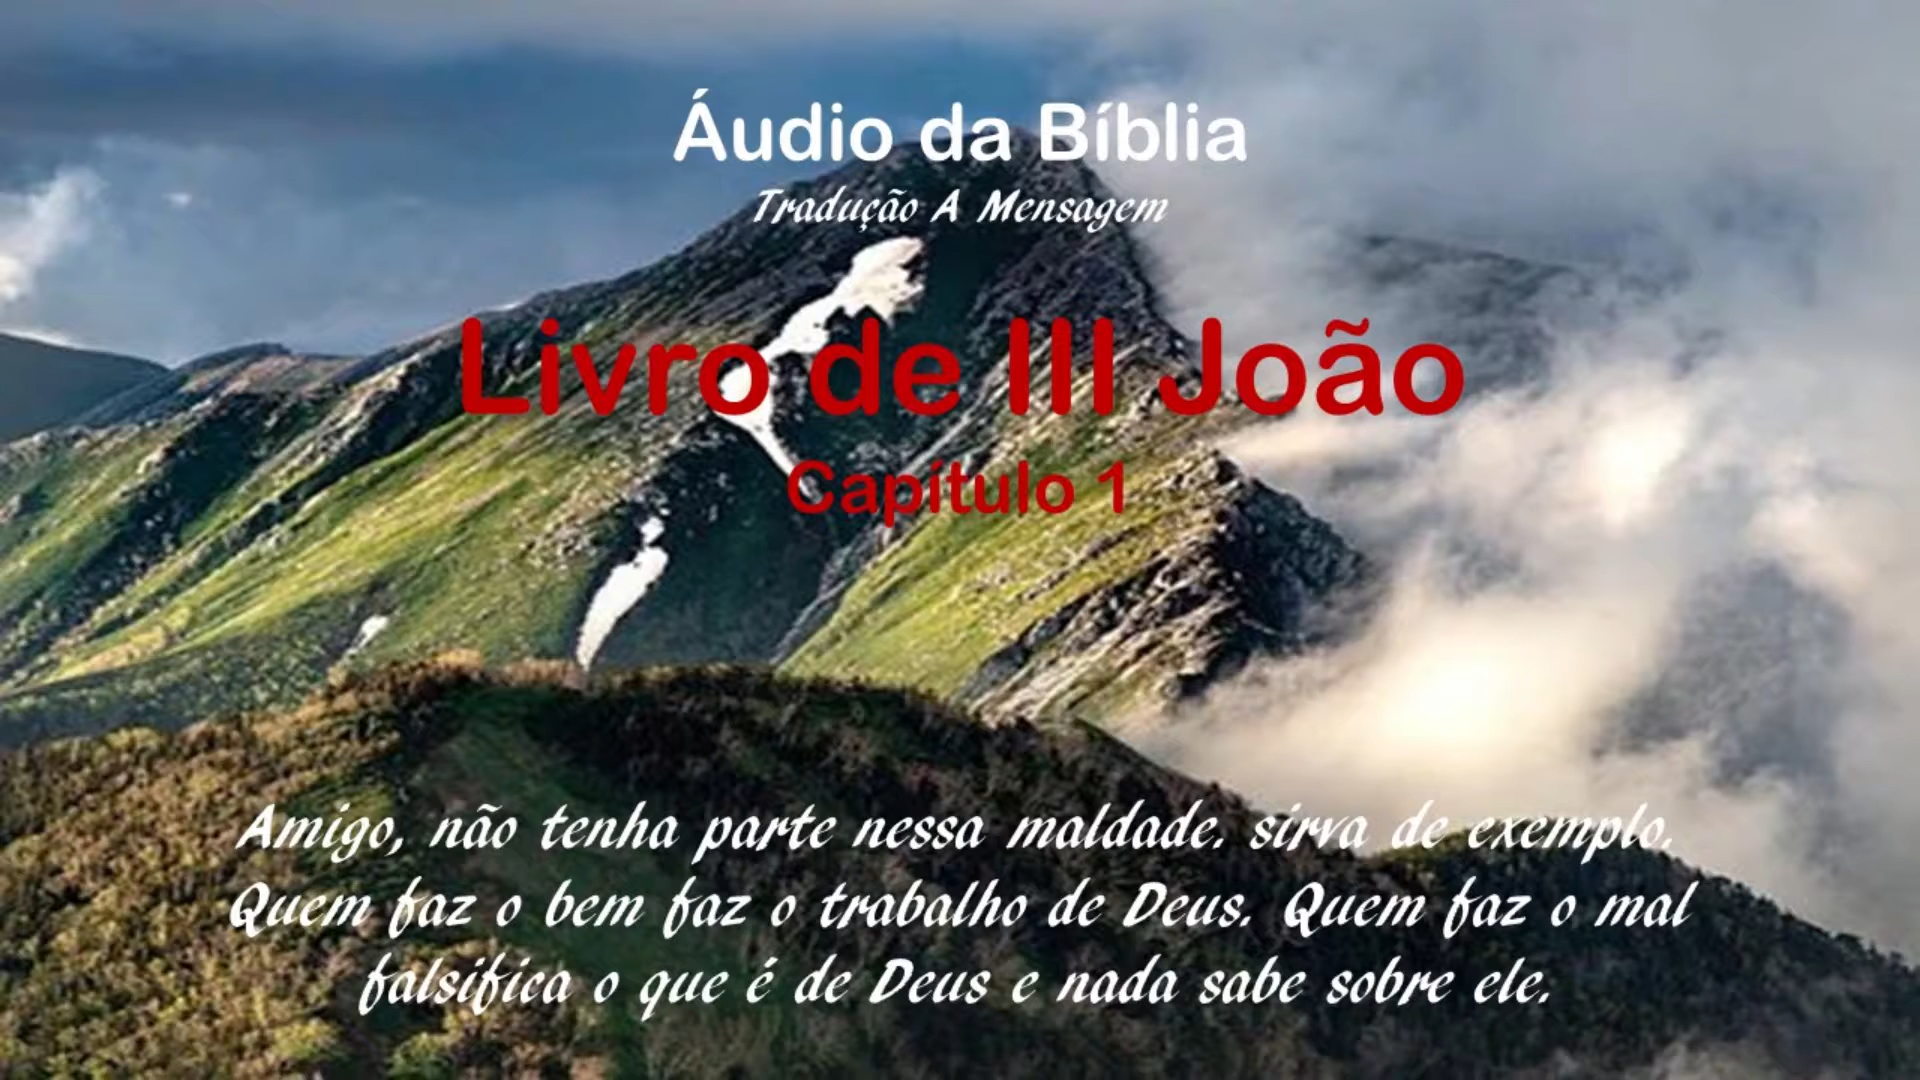 Áudio da Bíblia
Tradução A Mensagem
Livro de III João
Capítulo 1
Amigo, não tenha parte nessa maldade. sirva de exemplo.
Quem faz o bem faz o trabalho de Deus. Quem faz o mal
falsifica o que é de Deus e nada sabe sobre ele.